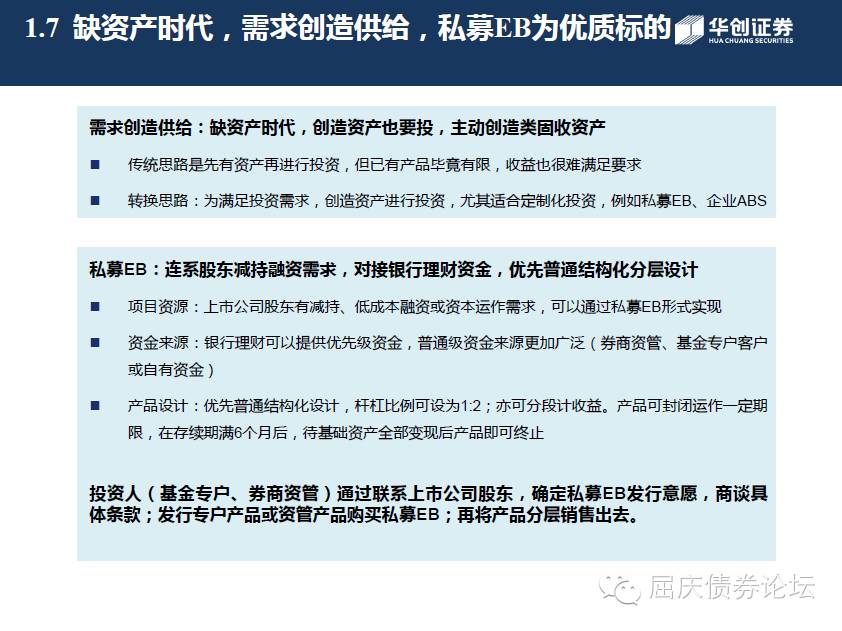 1.7 缺资产时代，需求创造供给，私募EB为优质标的
华创证券
HUA CHUANG SECURITIES
需求创造供给：缺资产时代，创造资产也要投，主动创造类固收资产
传统思路是先有资产再进行投资，但已有产品毕竟有限，收益也很难满足要求
转换思路：为满足投资需求，创造资产进行投资，尤其适合定制化投资，例如私募EB、企业ABS
私募EB：连系股东减持融资需求，对接银行理财资金，优先普通结构化分层设计
项目资源：上市公司股东有减持、低成本融资或资本运作需求，可以通过私募EB形式实现
资金来源：银行理财可以提供优先级资金，普通级资金来源更加广泛（券商资管、基金专户客户
或自有资金）
产品设计：优先普通结构化设计，杆杠比例可设为1:2；亦可分段计收益。产品可封闭运作一定期
限，在存续期满6个月后，待基础资产全部变现后产品即可终止
投资人（基金专户、券商资管）通过联系上市公司股东，确定私募EB发行意愿，商谈具
体条款；发行专户产品或资管产品购买私募EB；再将产品分层销售出去。
屈庆债券论坛